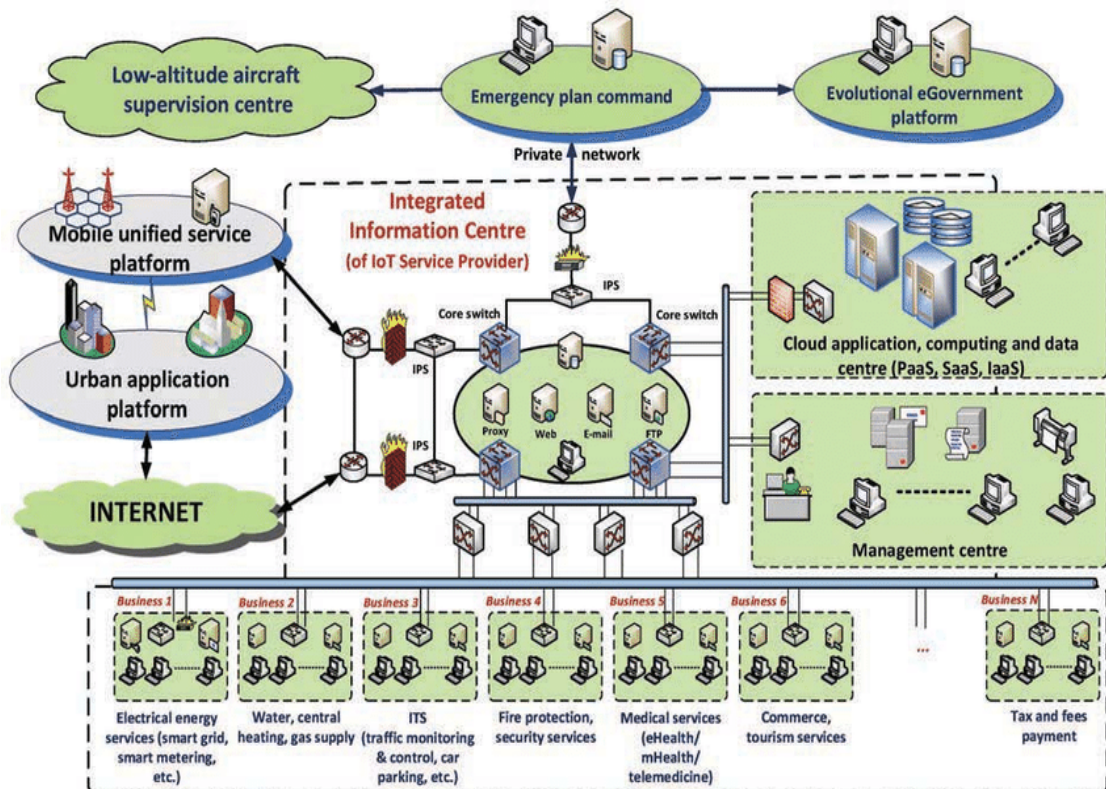 Low-altitude aircraft
supervision centre
Emergency plan command
Evolutional eGovernment
platform
Private network
Mobile unified service
platform
Integrated
Information Centre
(of IoT Service Provider)
IPS
Core switch
Core switch
IPS
Urban application
platform
Proxy
Web
E-mail
FTP
IPS
Cloud application, computing and data
centre (PaaS, SaaS, IaaS)
INTERNET
Management centre
Business 1
Business 2
Business 3
Business 4
Business 5
Business 6
Business N
...
Electrical energy
services (smart grid,
smart metering,
etc.)
Water, central
heating, gas supply
ITS
(traffic monitoring
& control, car
parking, etc.)
Fire protection,
security services
Medical services
(eHealth/
mHealth/
telemedicine)
Commerce,
tourism services
Tax and fees
payment